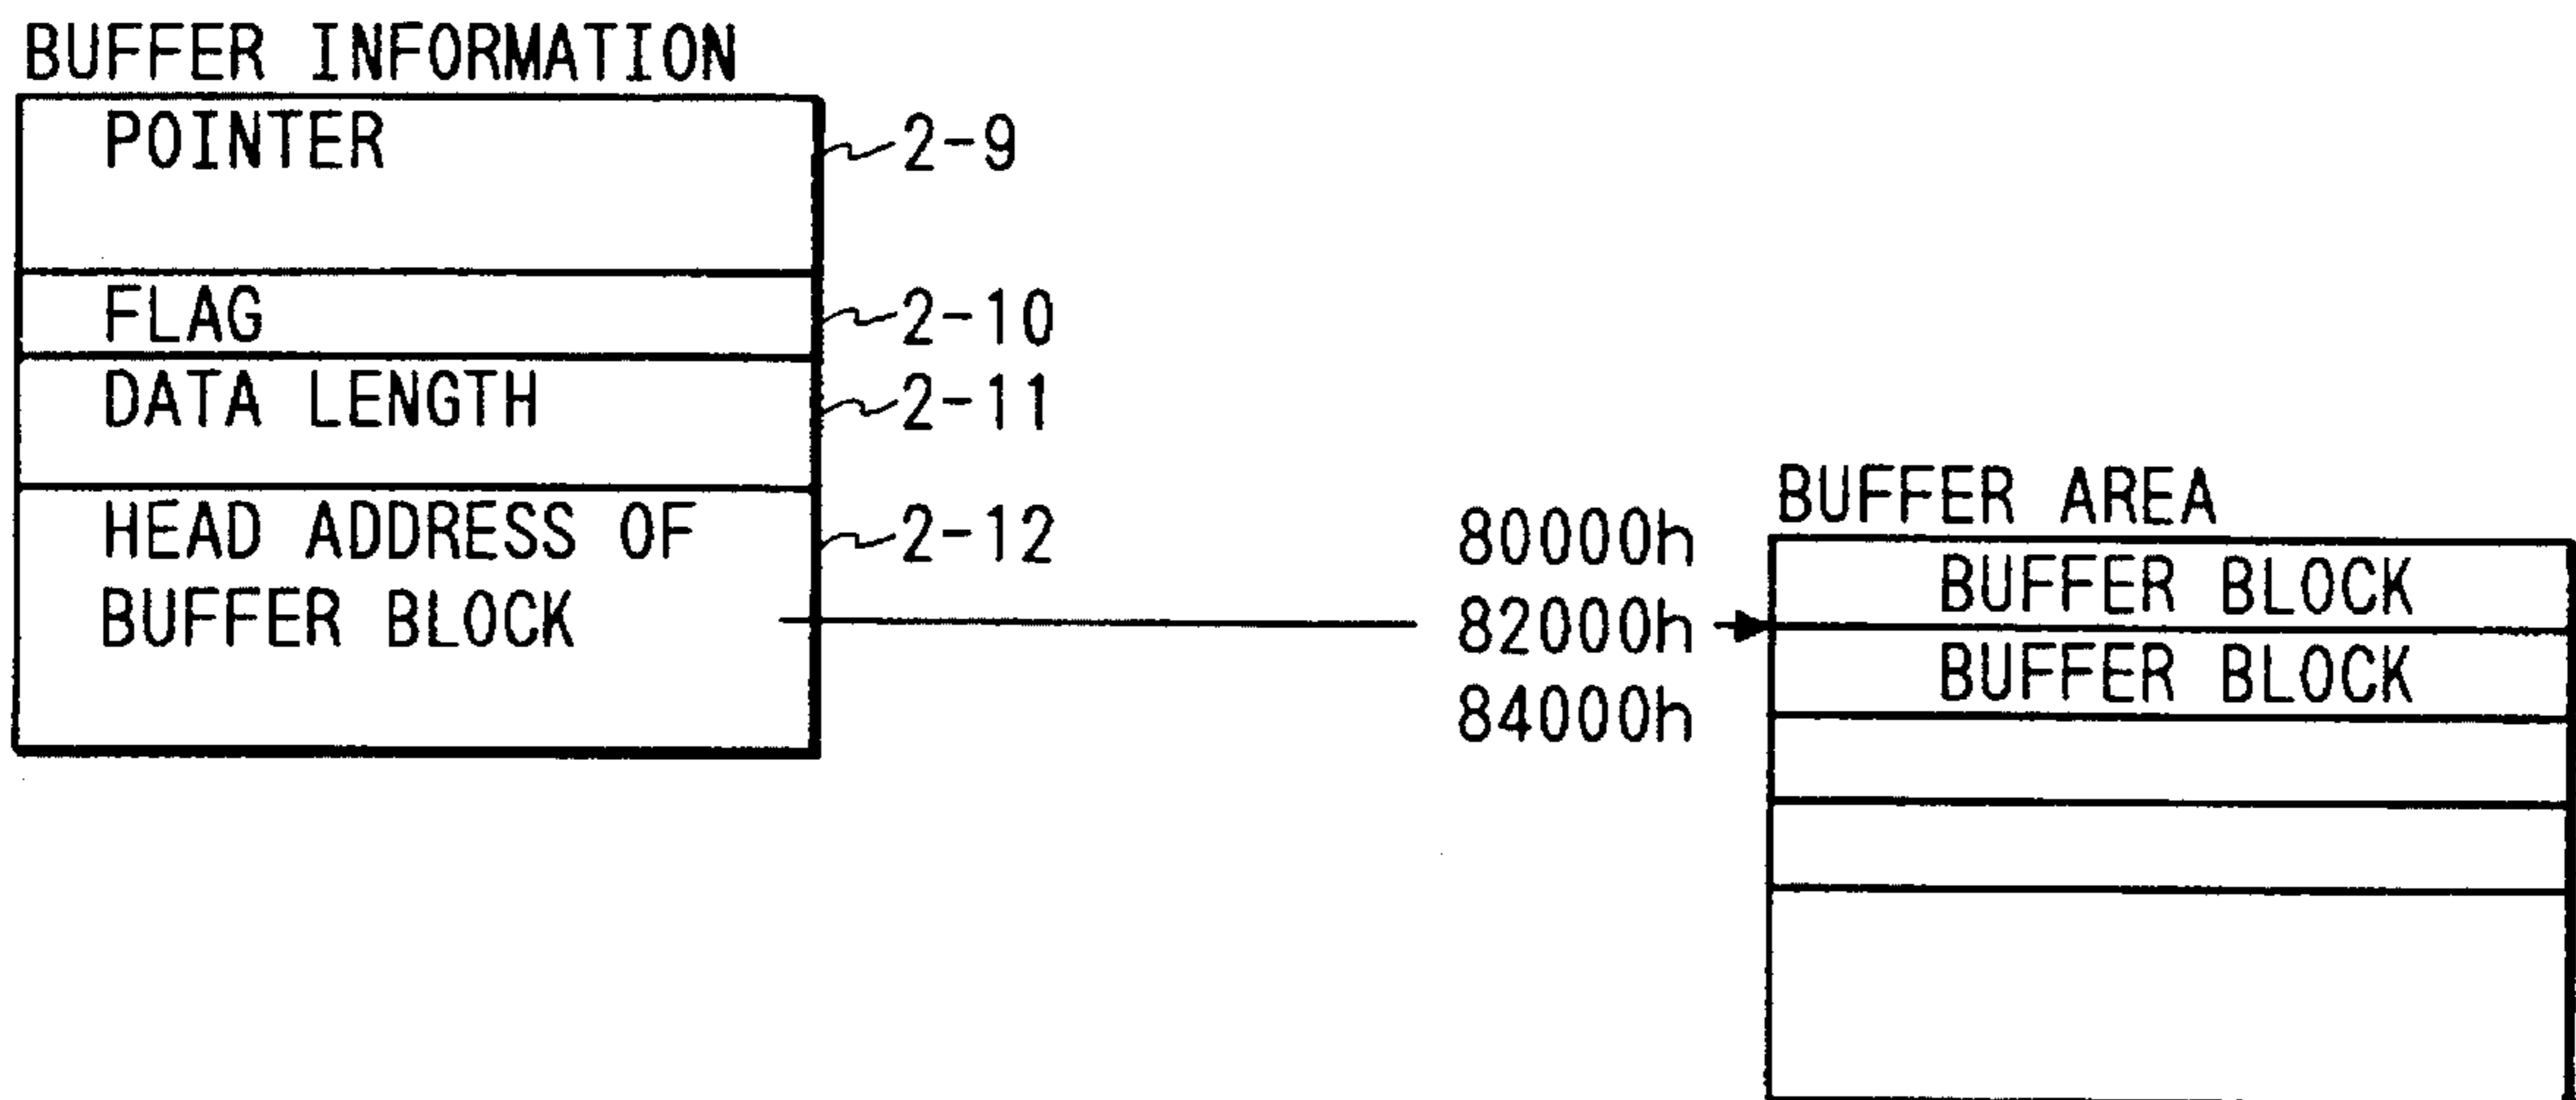 BUFFER INFORMATION
POINTER
2-9
FLAG
2-10
DATA LENGTH
2-11
HEAD ADDRESS OF
BUFFER BLOCK
2-12
80000h
82000h
84000h
BUFFER AREA
BUFFER BLOCK
BUFFER BLOCK